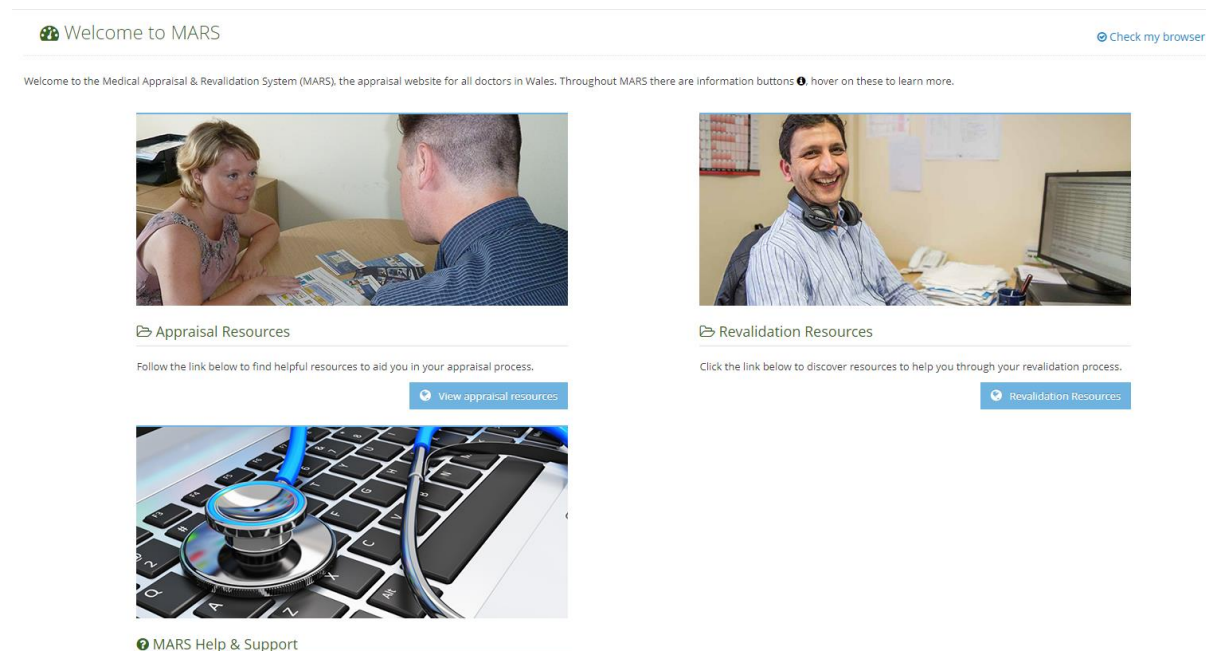 Welcome to MARS
Check my browser
Welcome to the Medical Appraisal & Revalidation System (MARS), the appraisal website for all doctors in Wales. Throughout MARS there are information buttons , hover on these to learn more.
Appraisal Resources
Follow the link below to find helpful resources to aid you in your appraisal process.
View appraisal resources
Revalidation Resources
Click the link below to discover resources to help you through your revalidation process.
Revalidation Resources
MARS Help & Support